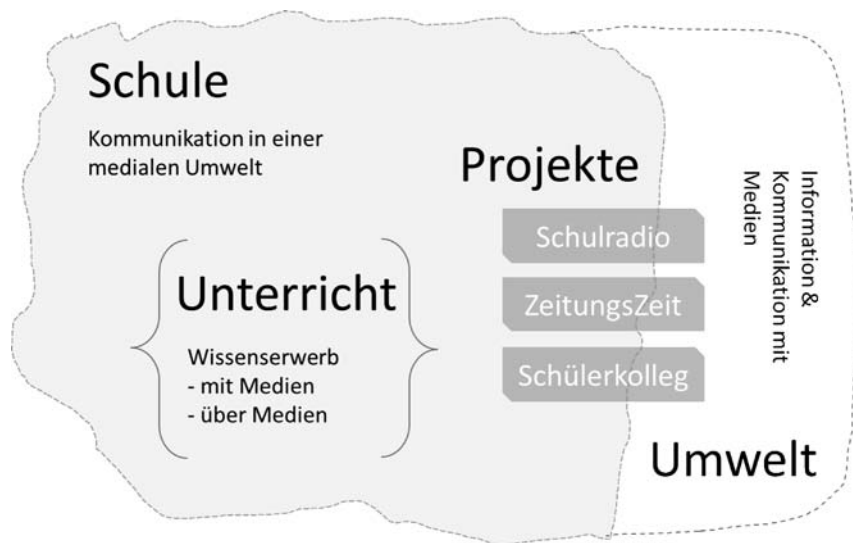 Schule
Kommunikation in einer
medialen Umwelt
Projekte
Schulradio
ZeitungsZeit
Schülerkolleg
Unterricht
Wissenserwerb
- mit Medien
- über Medien
Information &
Kommunikation mit
Medien
Umwelt